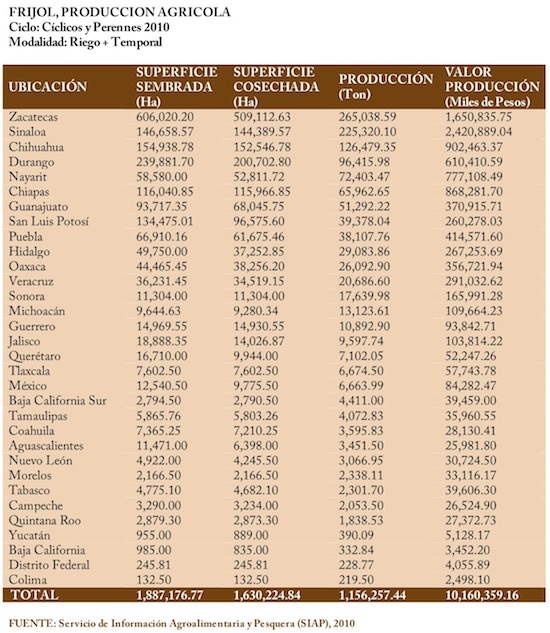 FRIJOL, PRODUCCION AGRICOLA
Ciclo: Cíclicos y Perennes 2010
Modalidad: Riego + Temporal
UBICACIÓN SUPERFICIE SEMBRADA (Ha) SUPERFICIE COSECHADA (Ha) PRODUCCIÓN (Ton) VALOR PRODUCCIÓN (Miles de Pesos)
Zacatecas 606,020.20 509,112.63 265,038.59 1,650,835.75
Sinaloa 146,658.57 144,389.57 225,320.10 2,420,889.04
Chihuahua 154,938.78 152,546.78 126,479.35 902,463.37
Durango 239,881.70 200,702.80 96,415.98 610,410.59
Nayarit 58,580.00 52,811.72 72,403.47 777,108.49
Chiapas 116,040.85 115,966.85 65,962.65 868,281.70
Guanajuato 93,717.35 68,045.75 51,292.22 370,915.71
San Luis Potosí 134,475.01 96,575.60 39,378.04 260,278.03
Puebla 66,910.16 61,675.46 38,107.76 414,571.60
Hidalgo 49,750.00 37,252.85 29,083.86 267,253.69
Oaxaca 44,465.45 38,256.20 26,092.90 356,721.94
Veracruz 36,231.45 34,519.15 20,686.60 291,032.62
Sonora 11,304.00 11,304.00 17,639.98 165,991.28
Michoacán 9,644.63 9,280.34 13,123.61 109,664.23
Guerrero 14,969.55 14,930.55 10,892.90 93,842.71
Jalisco 18,888.35 14,026.87 9,597.74 103,814.22
Querétaro 16,710.00 9,944.00 7,102.05 52,247.26
Tlaxcala 7,602.50 7,602.50 6,674.50 57,743.78
México 12,540.50 9,775.50 6,663.99 84,282.47
Baja California Sur 2,794.50 2,790.50 4,411.00 39,459.00
Tamaulipas 5,865.76 5,803.26 4,072.83 35,960.55
Coahuila 7,365.25 7,210.25 3,595.83 28,130.41
Aguascalientes 11,471.00 6,398.00 3,451.50 25,981.80
Nuevo León 4,922.00 4,245.50 3,066.95 30,724.50
Morelos 2,166.50 2,166.50 2,338.11 33,116.17
Tabasco 4,775.10 4,682.10 2,301.70 39,606.30
Campeche 3,290.00 3,234.00 2,053.50 26,524.90
Quintana Roo 2,879.30 2,873.30 1,838.53 27,372.73
Yucatán 955.00 889.00 390.09 5,128.17
Baja California 985.00 835.00 332.84 3,452.20
Distrito Federal 245.81 245.81 228.77 4,055.89
Colima 132.50 132.50 219.50 2,498.10
TOTAL 1,887,176.77 1,630,224.84 1,156,257.44 10,160,359.16
FUENTE: Servicio de Información Agroalimentaria y Pesquera (SIAP), 2010